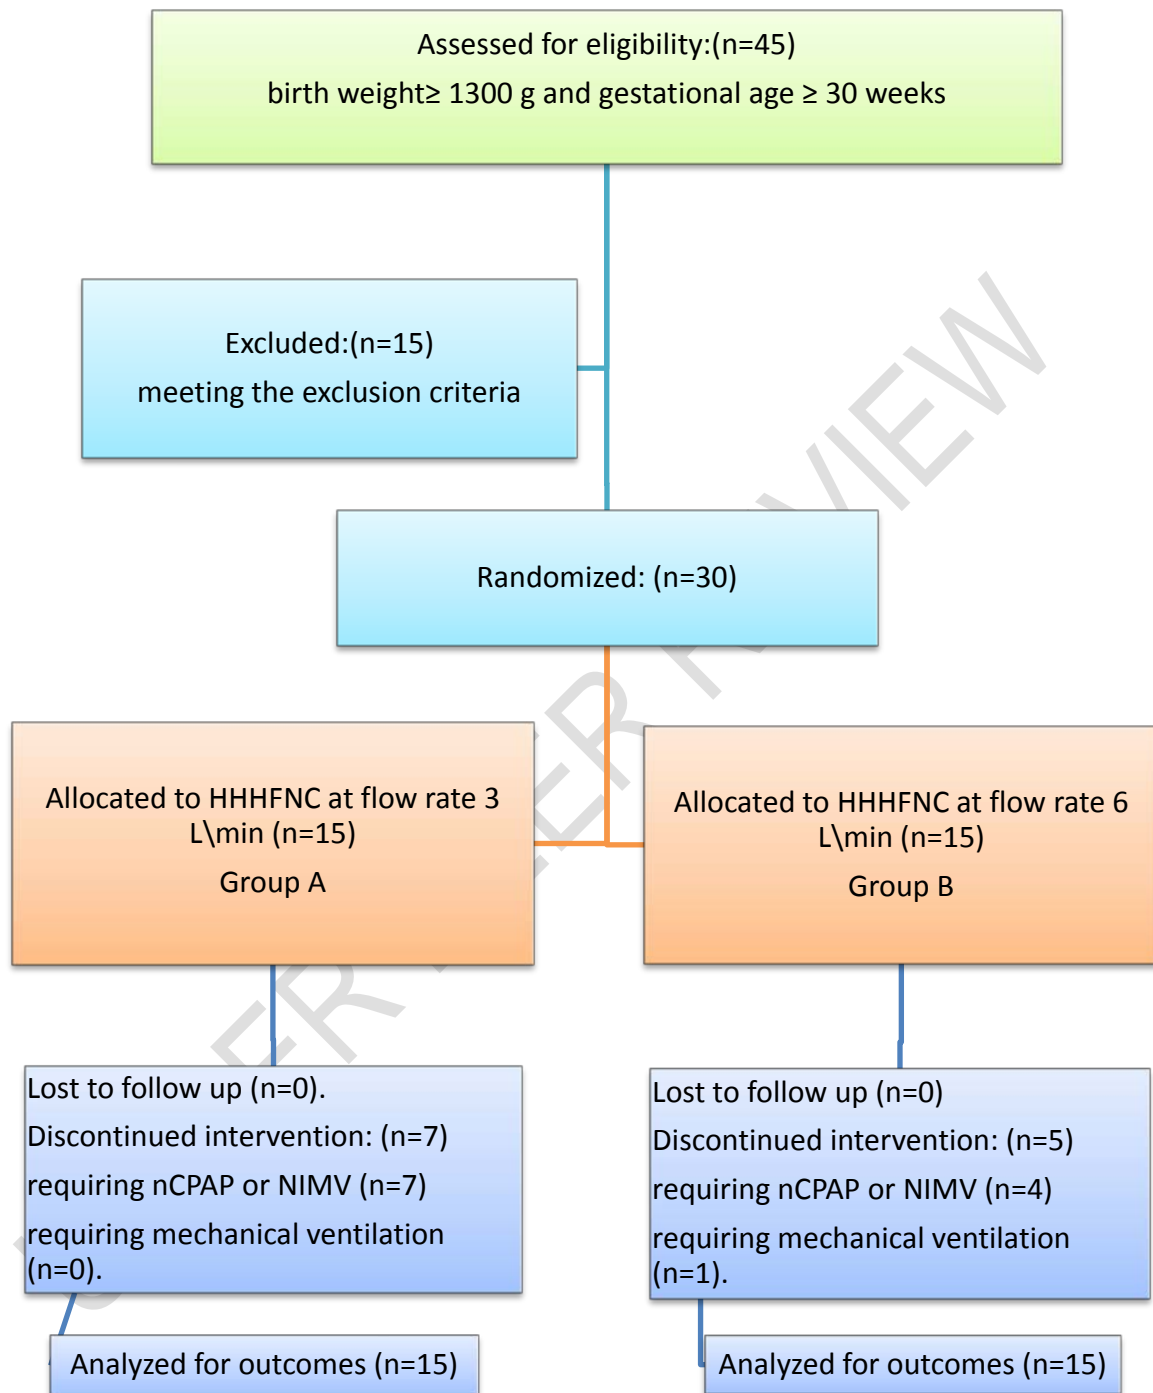 Assessed for eligibility:(n=45)
birth weight≥ 1300 g and gestational age ≥ 30 weeks
Excluded:(n=15)
meeting the exclusion criteria
Randomized: (n=30)
Allocated to HHHFNC at flow rate 3
L\min (n=15)
Group A
Allocated to HHHFNC at flow rate 6
L\min (n=15)
Group B
Lost to follow up (n=0).
Discontinued intervention: (n=7)
requiring nCPAP or NIMV (n=7)
requiring mechanical ventilation
(n=0).
Lost to follow up (n=0)
Discontinued intervention: (n=5)
requiring nCPAP or NIMV (n=4)
requiring mechanical ventilation
(n=1).
Analyzed for outcomes (n=15)
Analyzed for outcomes (n=15)